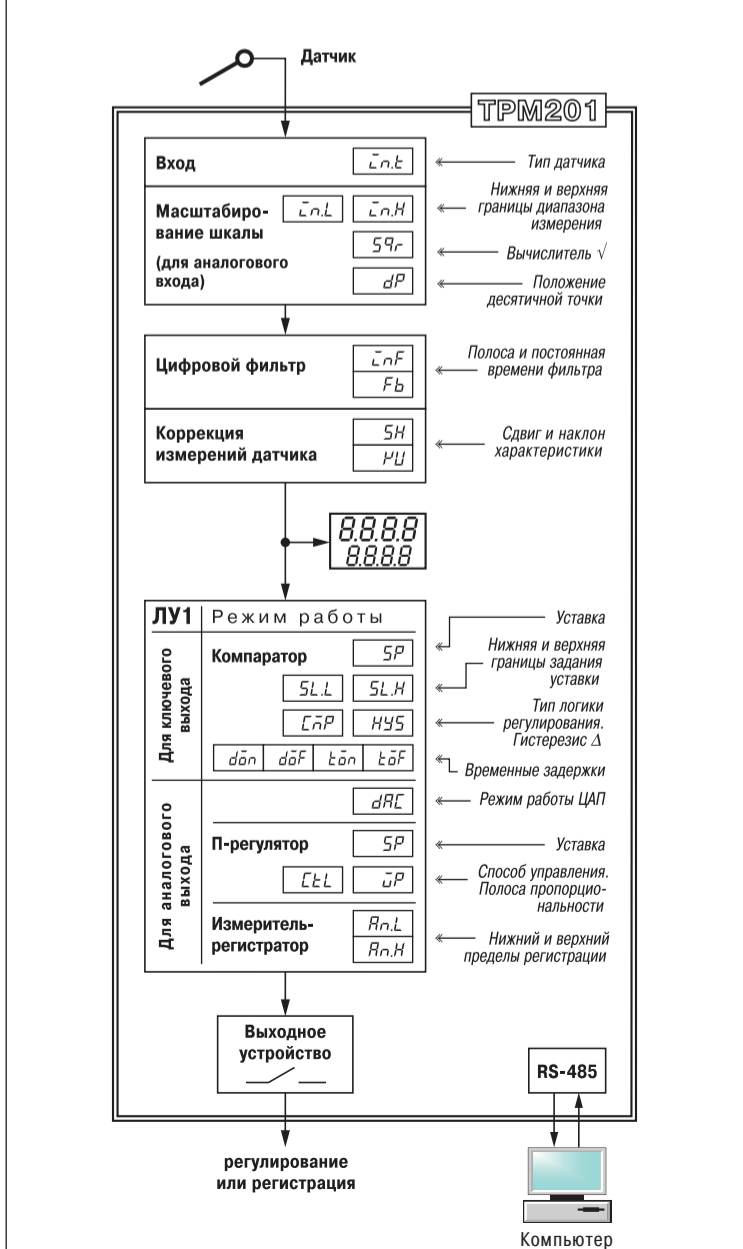 Датчик
ТРМ201
Вход
in.t
Тип датчика
Масштабиро-
вание шкалы
(для аналогового
входа)
in.L in.H
Нижняя и верхняя
границы диапазона
измерения
Sqr
Вычислитель √
dP
Положение
десятичной точки
Цифровой фильтр
inF
Fb
Полоса и постоянная
времени фильтра
Коррекция
измерений датчика
SH
KU
Сдвиг и наклон
характеристики
8.8.8.8
8.8.8.8
ЛУ1 Режим работы
Для ключевого
выхода
Компаратор
SP
Уставка
SL.L SL.H
Нижняя и верхняя
границы задания
уставки
CmP HYS
Тип логики
регулирования.
Гистерезис Δ
don doF ton toF
Временные задержки
Для аналогового
выхода
dAC
Режим работы ЦАП
П-регулятор
SP
Уставка
CtL
Способ управления.
Полоса пропорцио-
нальности
Измеритель-
регистратор
An.L
An.H
Нижний и верхний
пределы регистрации
Выходное
устройство
RS-485
регулирование
или регистрация
Компьютер